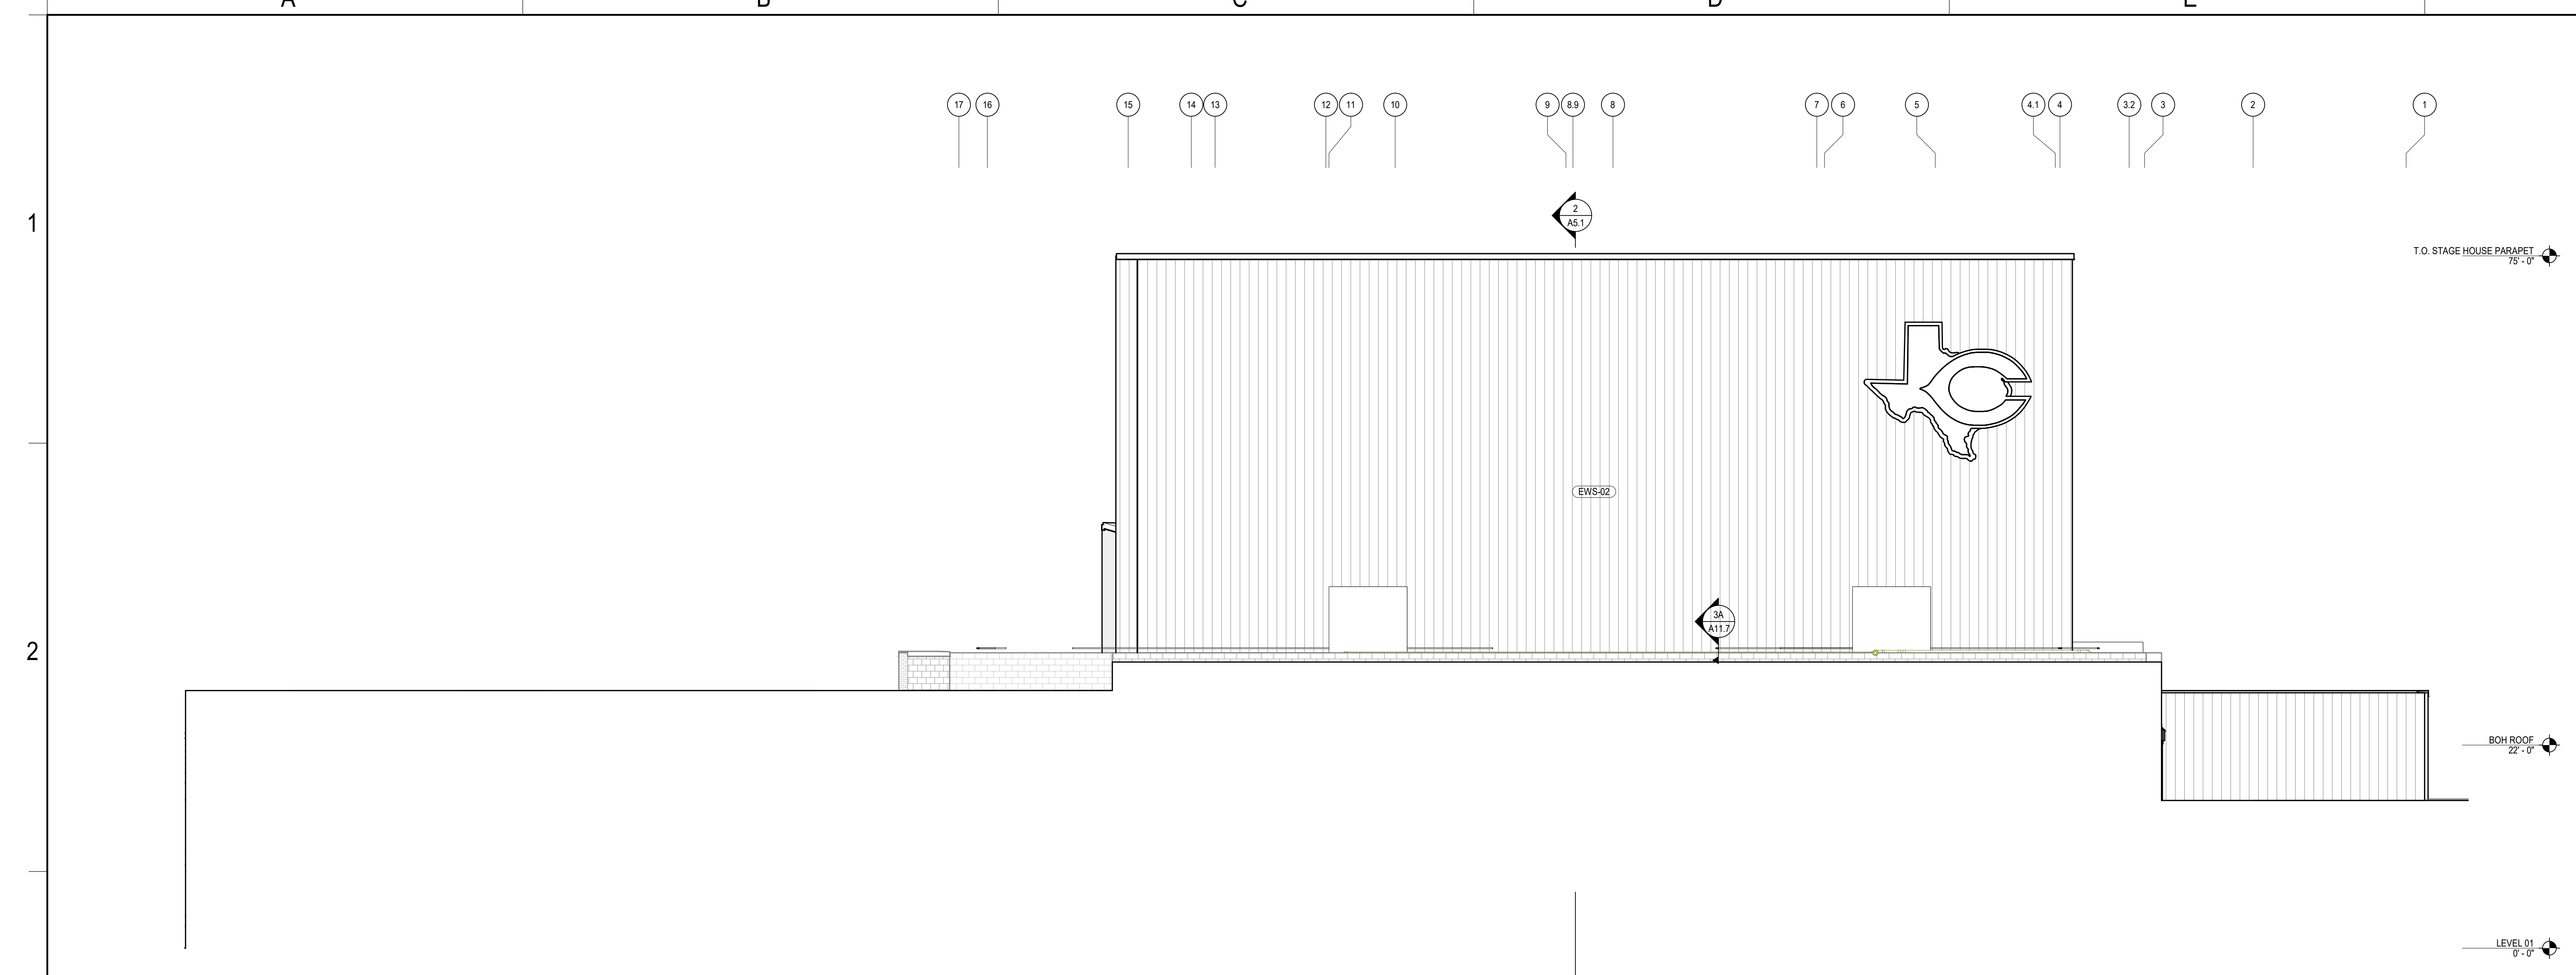 A B C D E
17 16 15 14 13 12 11 10 9 8.9 8 7 6 5 4.1 4 3.2 3 2 1
1
2
A5.1
T.O. STAGE HOUSE PARAPET
75' - 0"
EWS-02
3A
A11.7
2
BOH ROOF
22' - 0"
LEVEL 01
0' - 0"